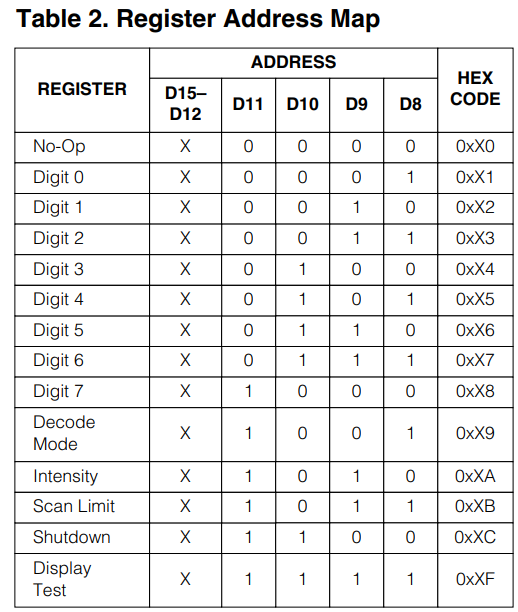 Table 2. Register Address Map
REGISTER ADDRESS HEX CODE
D15–D12 D11 D10 D9 D8
No-Op X 0 0 0 0 0xX0
Digit 0 X 0 0 0 1 0xX1
Digit 1 X 0 0 1 0 0xX2
Digit 2 X 0 0 1 1 0xX3
Digit 3 X 0 1 0 0 0xX4
Digit 4 X 0 1 0 1 0xX5
Digit 5 X 0 1 1 0 0xX6
Digit 6 X 0 1 1 1 0xX7
Digit 7 X 1 0 0 0 0xX8
Decode Mode X 1 0 0 1 0xX9
Intensity X 1 0 1 0 0xXA
Scan Limit X 1 0 1 1 0xXB
Shutdown X 1 1 0 0 0xXC
Display Test X 1 1 1 1 0xXF